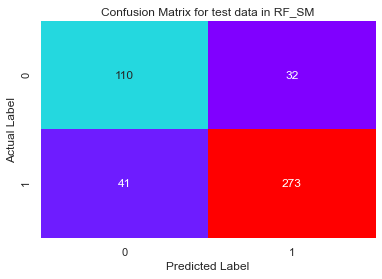 Confusion Matrix for test data in RF_SM
Actual Label
0
110
32
1
41
273
0
1
Predicted Label